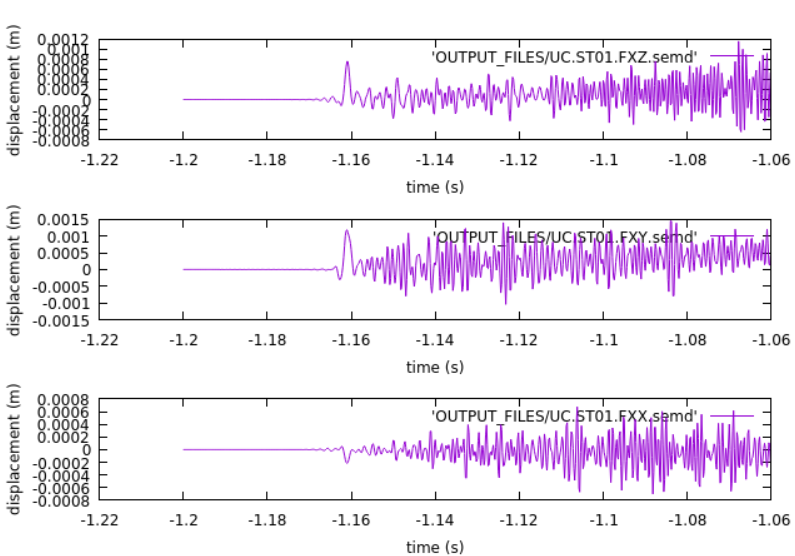 0.0012
0.001
0.0008
0.0006
0.0004
0.0002
0
-0.0002
-0.0004
-0.0006
-0.0008
displacement (m)
'OUTPUT_FILES/UC.ST01.FXZ.semd'
-1.22 -1.2 -1.18 -1.16 -1.14 -1.12 -1.1 -1.08 -1.06
time (s)
0.0015
0.001
0.0005
0
-0.0005
-0.001
-0.0015
displacement (m)
'OUTPUT_FILES/UC.ST01.FXY.semd'
-1.22 -1.2 -1.18 -1.16 -1.14 -1.12 -1.1 -1.08 -1.06
time (s)
0.0008
0.0006
0.0004
0.0002
0
-0.0002
-0.0004
-0.0006
-0.0008
displacement (m)
'OUTPUT_FILES/UC.ST01.FXX.semd'
-1.22 -1.2 -1.18 -1.16 -1.14 -1.12 -1.1 -1.08 -1.06
time (s)